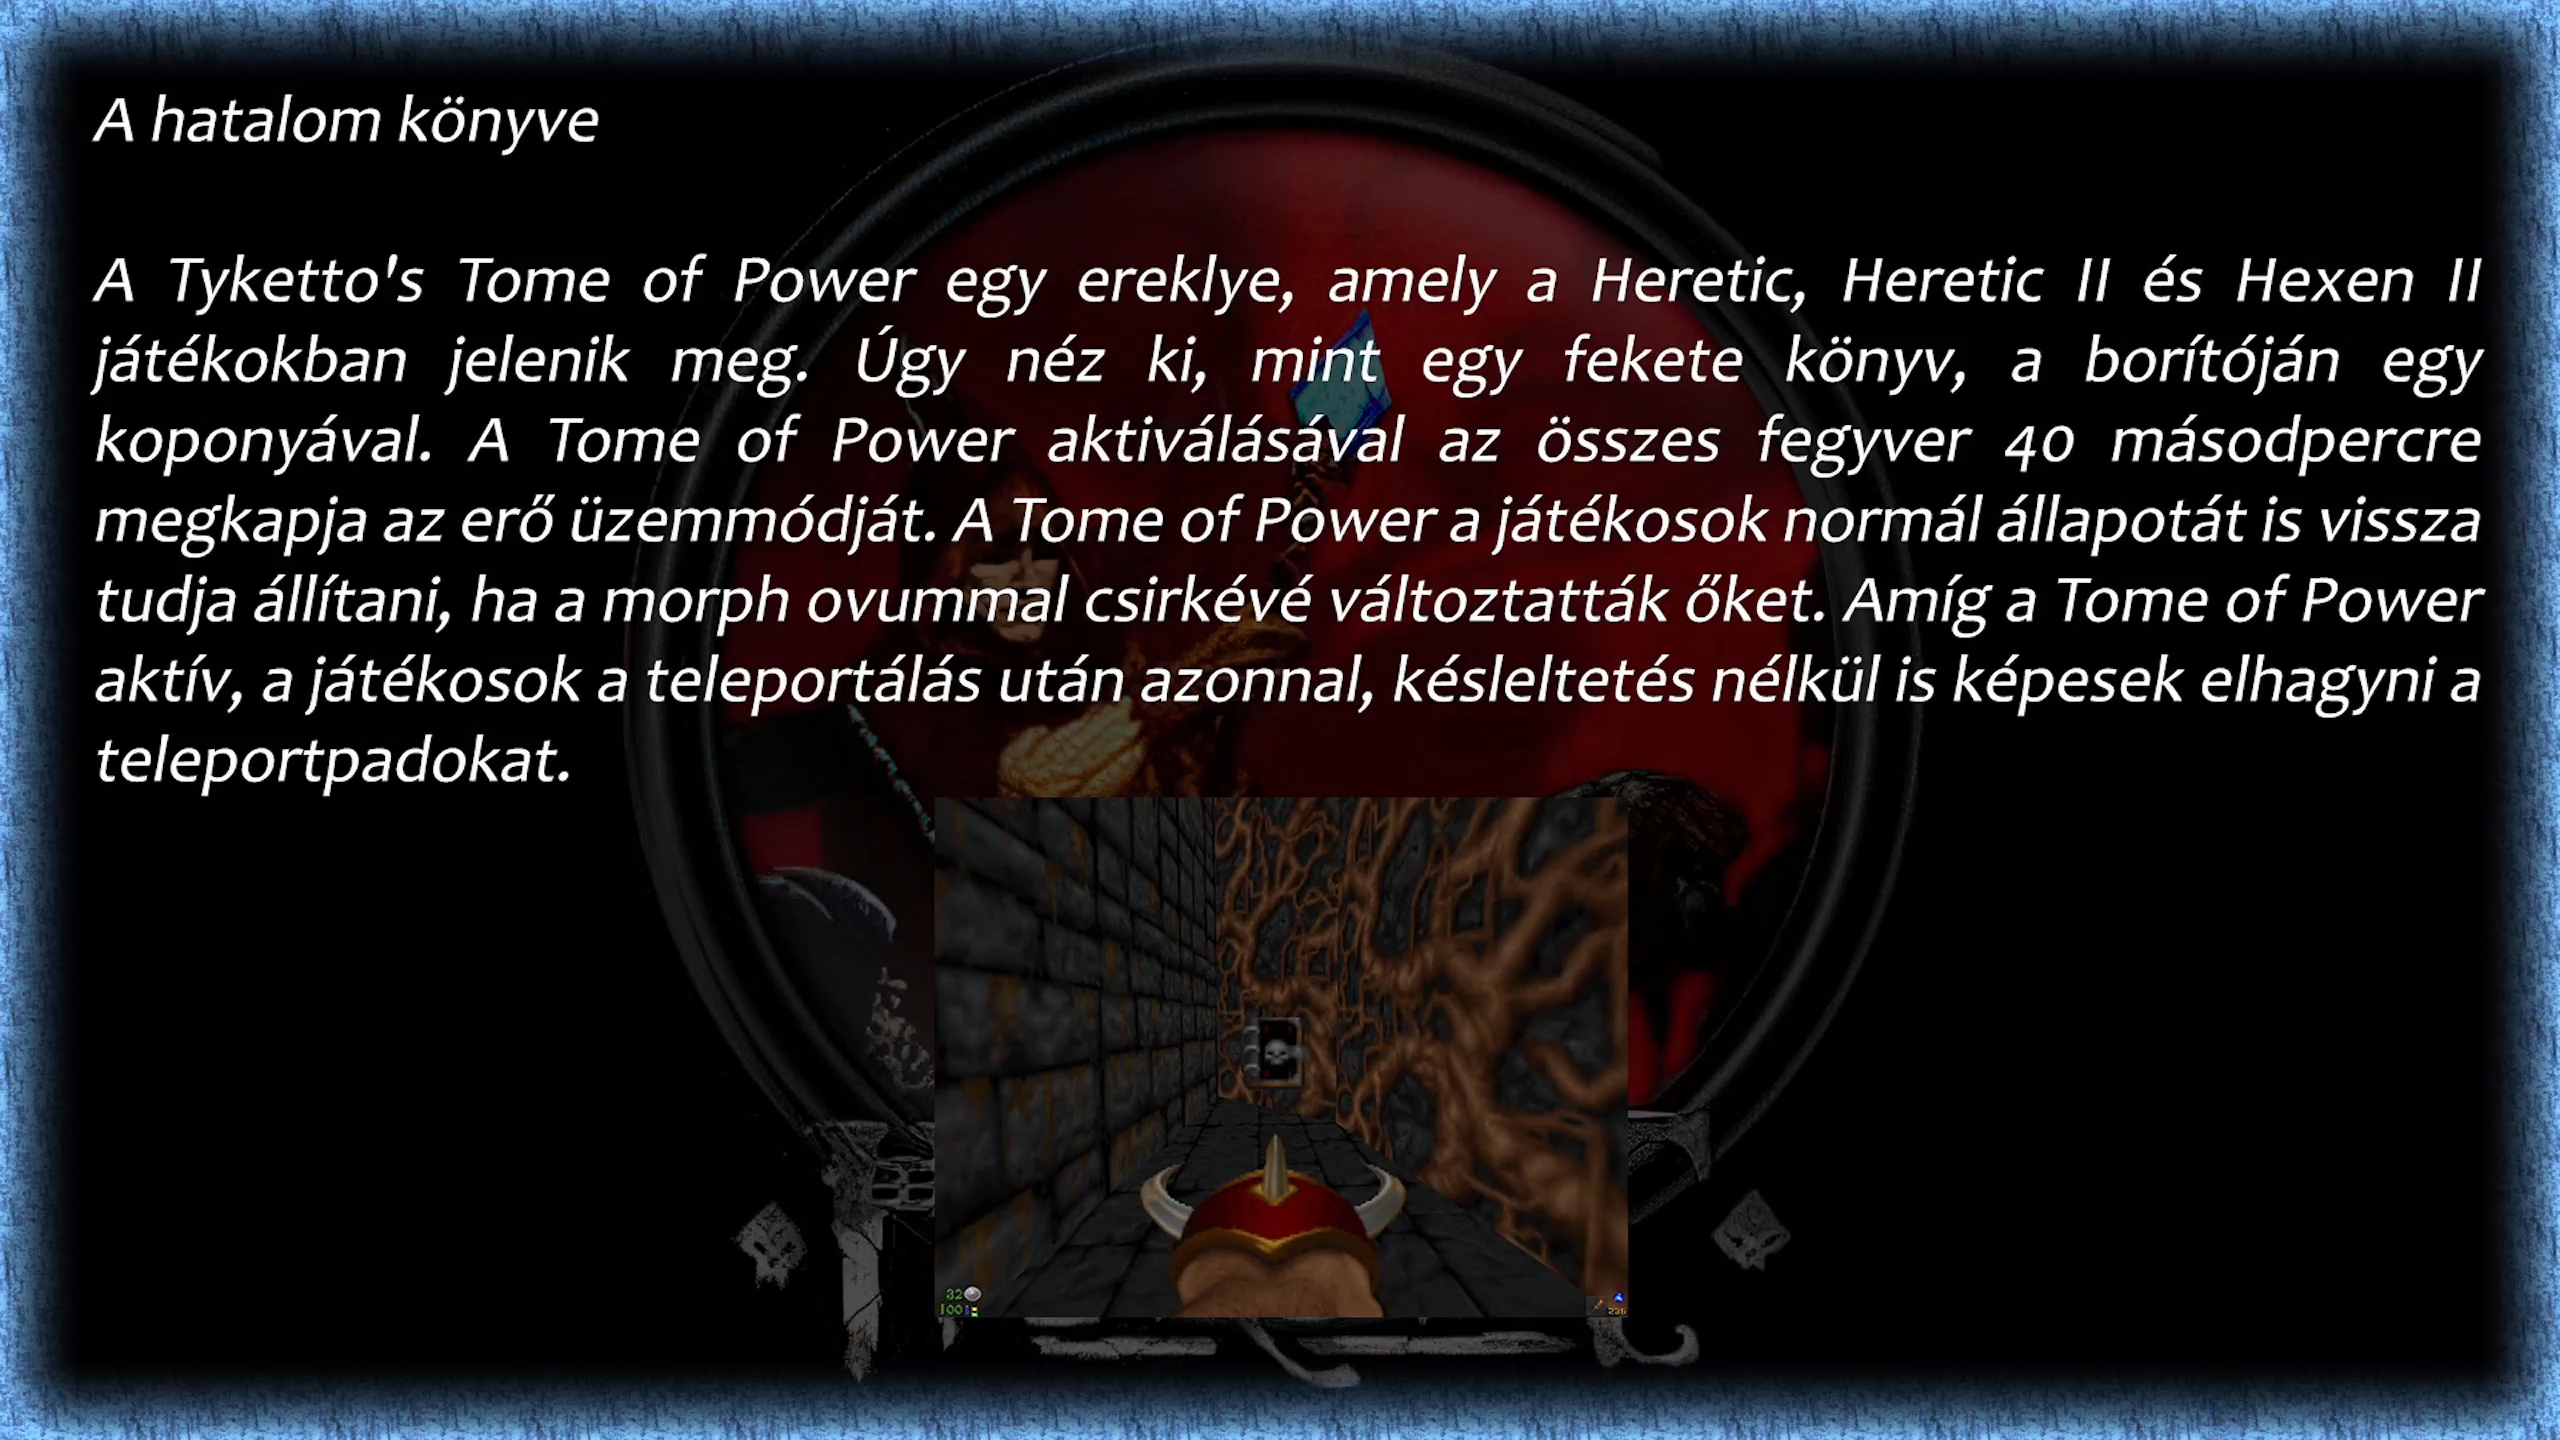 A hatalom könyve
A Tyketto's Tome of Power egy ereklye, amely a Heretic, Heretic II és Hexen II
játékokban jelenik meg. Úgy néz ki, mint egy fekete könyv, a borítóján egy
koponyával. A Tome of Power aktiválásával az összes fegyver 40 másodpercre
megkapja az erő üzemmódját. A Tome of Power a játékosok normál állapotát is vissza
tudja állítani, ha a morph ovummal csirkévé változtatták őket. Amíg a Tome of Power
aktív, a játékosok a teleportálás után azonnal, késleltetés nélkül is képesek elhagyni a
teleportpadokat.
32
100